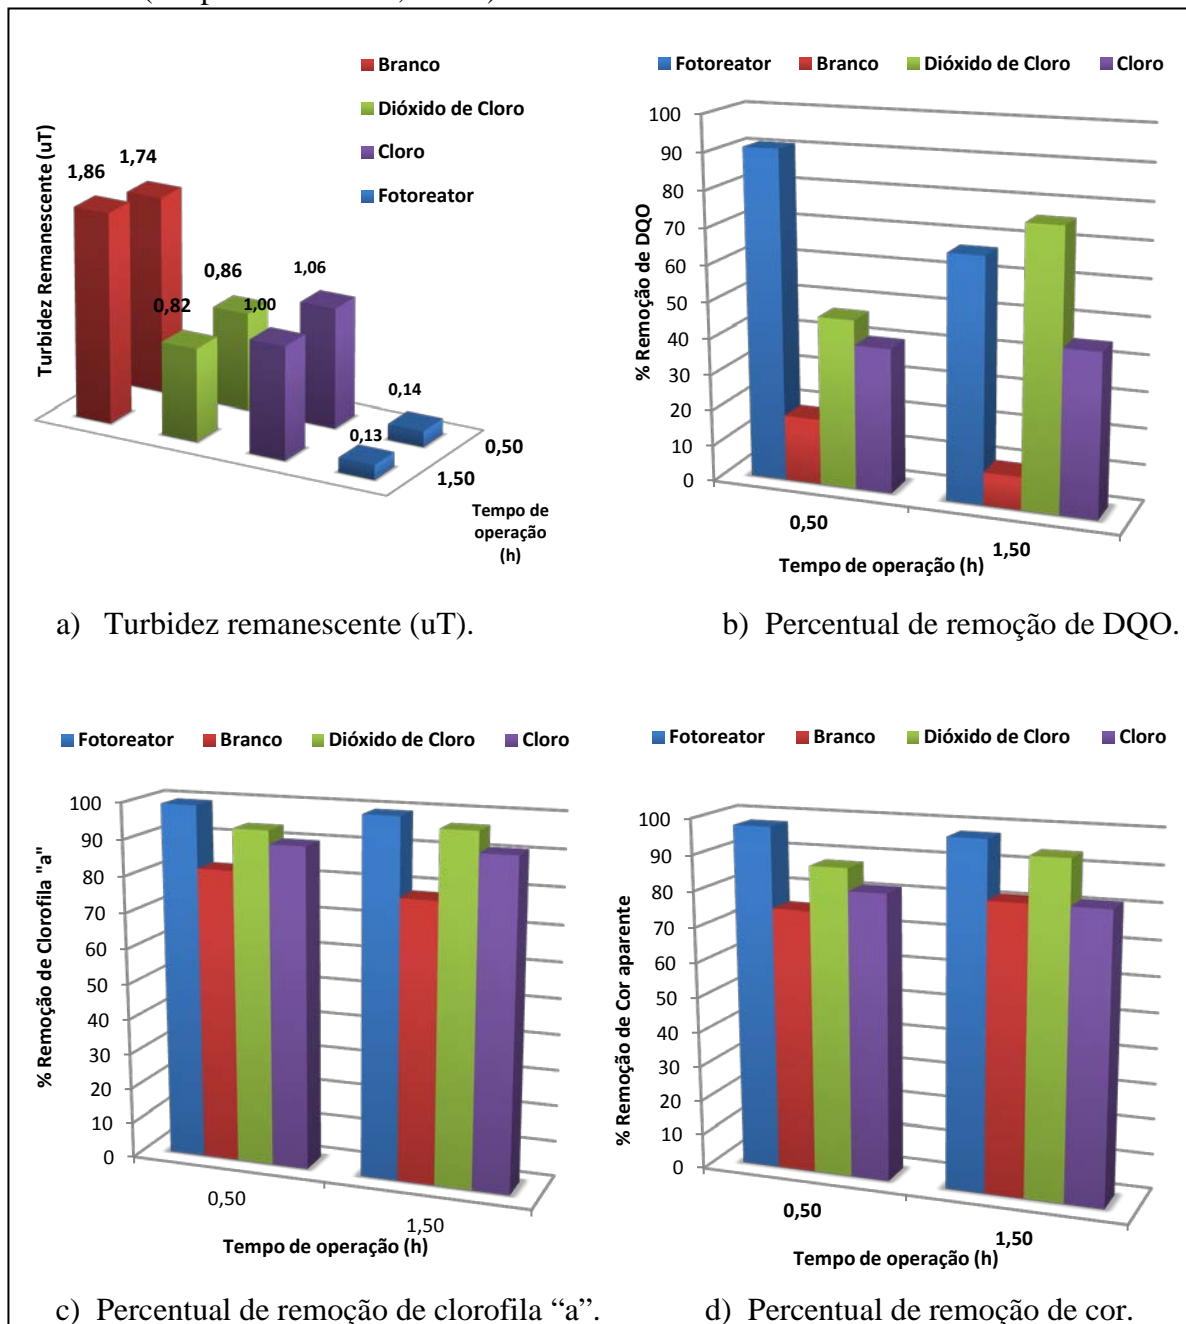 Branco
Dióxido de Cloro
Cloro
Fotoreator
Turbidez Remanescente (uT)
1,86
1,74
0,82
0,86
1,00
1,06
0,13
0,14
1,50
0,50
Tempo de
operação
(h)
a) Turbidez remanescente (uT).
Fotoreator Branco Dióxido de Cloro Cloro
% Remoção de DQO
100
90
80
70
60
50
40
30
20
10
0
0,50
1,50
Tempo de operação (h)
b) Percentual de remoção de DQO.
Fotoreator Branco Dióxido de Cloro Cloro
% Remoção de Clorofila "a"
100
90
80
70
60
50
40
30
20
10
0
0,50
1,50
Tempo de operação (h)
c) Percentual de remoção de clorofila “a”.
Fotoreator Branco Dióxido de Cloro Cloro
% Remoção de Cor aparente
100
90
80
70
60
50
40
30
20
10
0
0,50
1,50
Tempo de operação (h)
d) Percentual de remoção de cor.